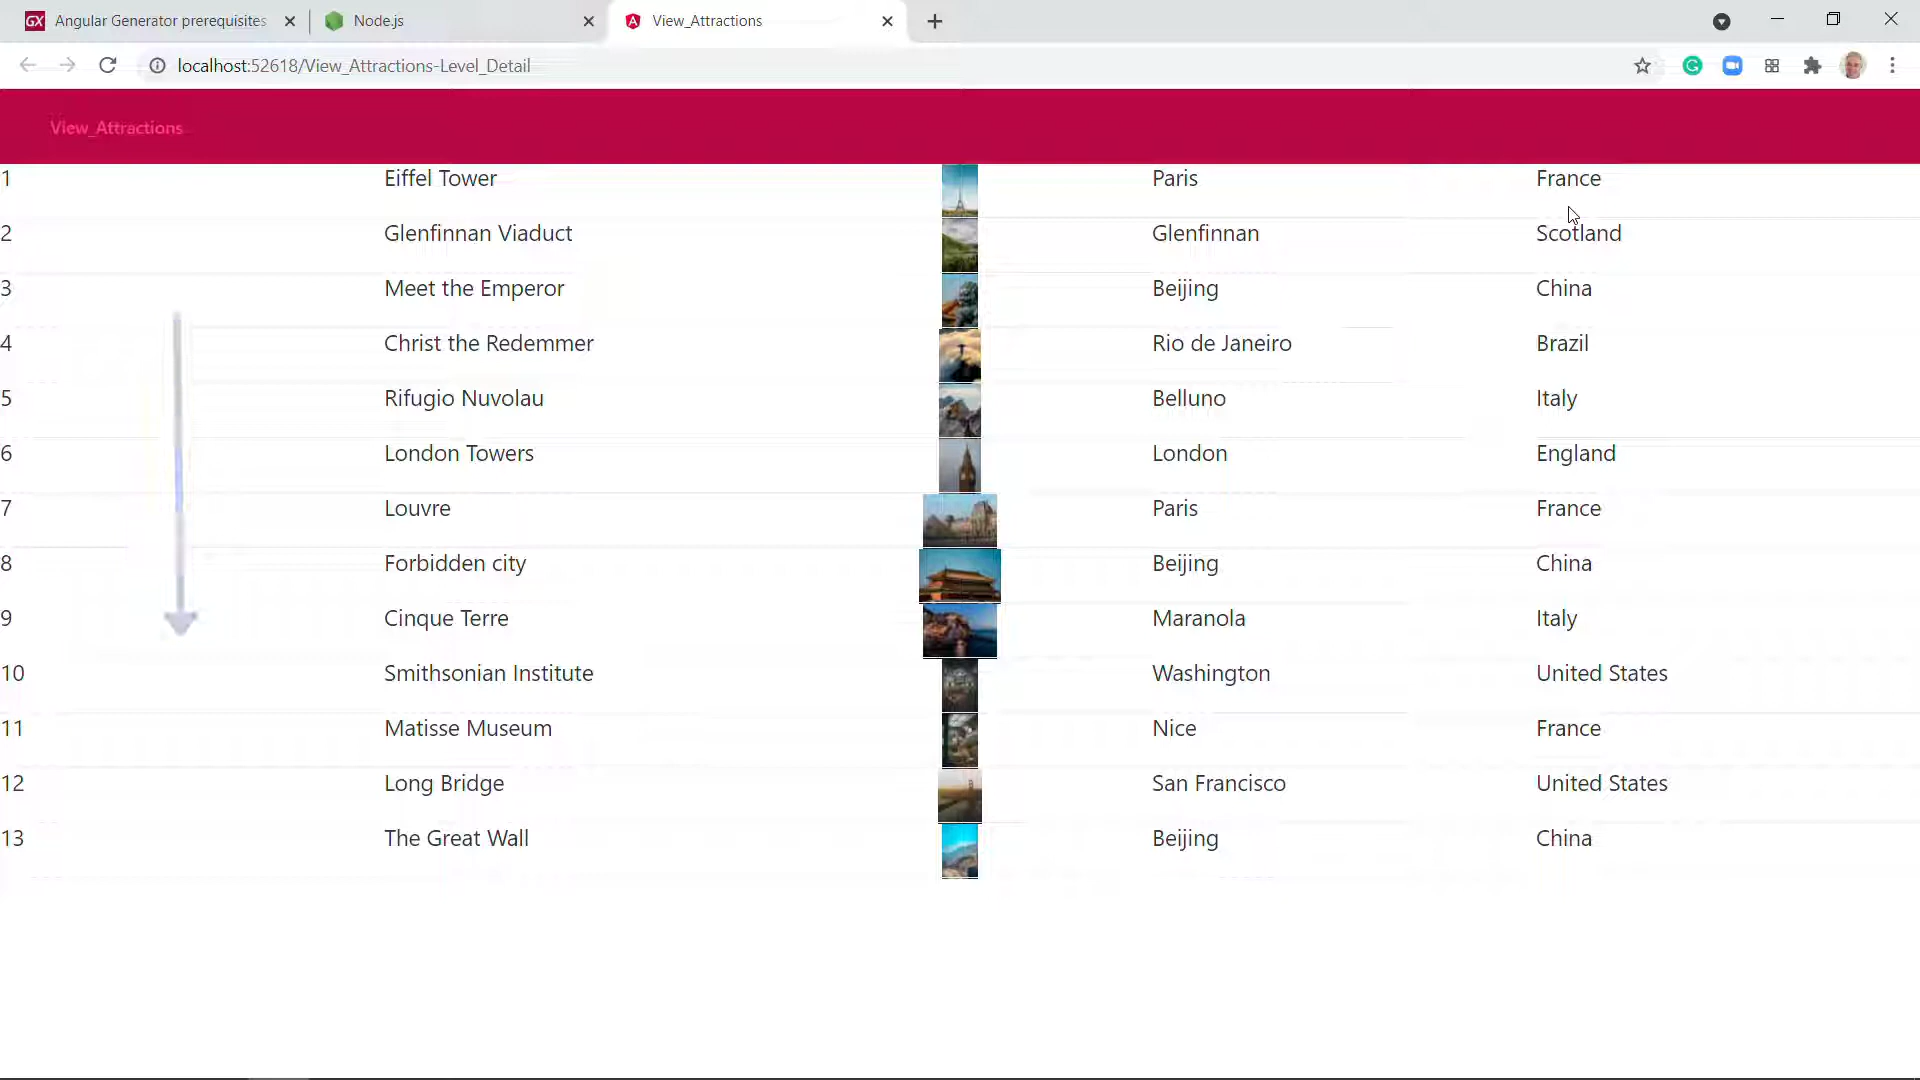 GX Angular Generator prerequisites
Node.js
View_Attractions
localhost:52618/View_Attractions-Level_Detail
View_Attractions
1 Eiffel Tower Paris France
2 Glenfinnan Viaduct Glenfinnan Scotland
3 Meet the Emperor Beijing China
4 Christ the Redemmer Rio de Janeiro Brazil
5 Rifugio Nuvolau Belluno Italy
6 London Towers London England
7 Louvre Paris France
8 Forbidden city Beijing China
9 Cinque Terre Maranola Italy
10 Smithsonian Institute Washington United States
11 Matisse Museum Nice France
12 Long Bridge San Francisco United States
13 The Great Wall Beijing China